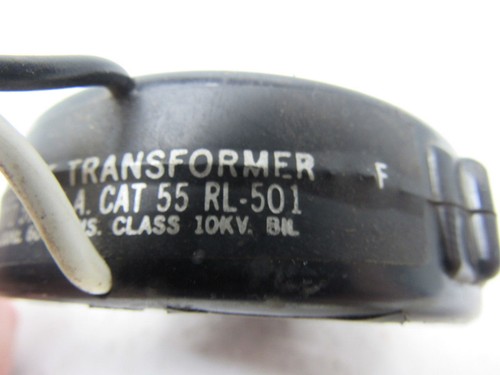 TRANSFORMER F
A. CAT 55 RL-501
CLASS 10KV. BIL